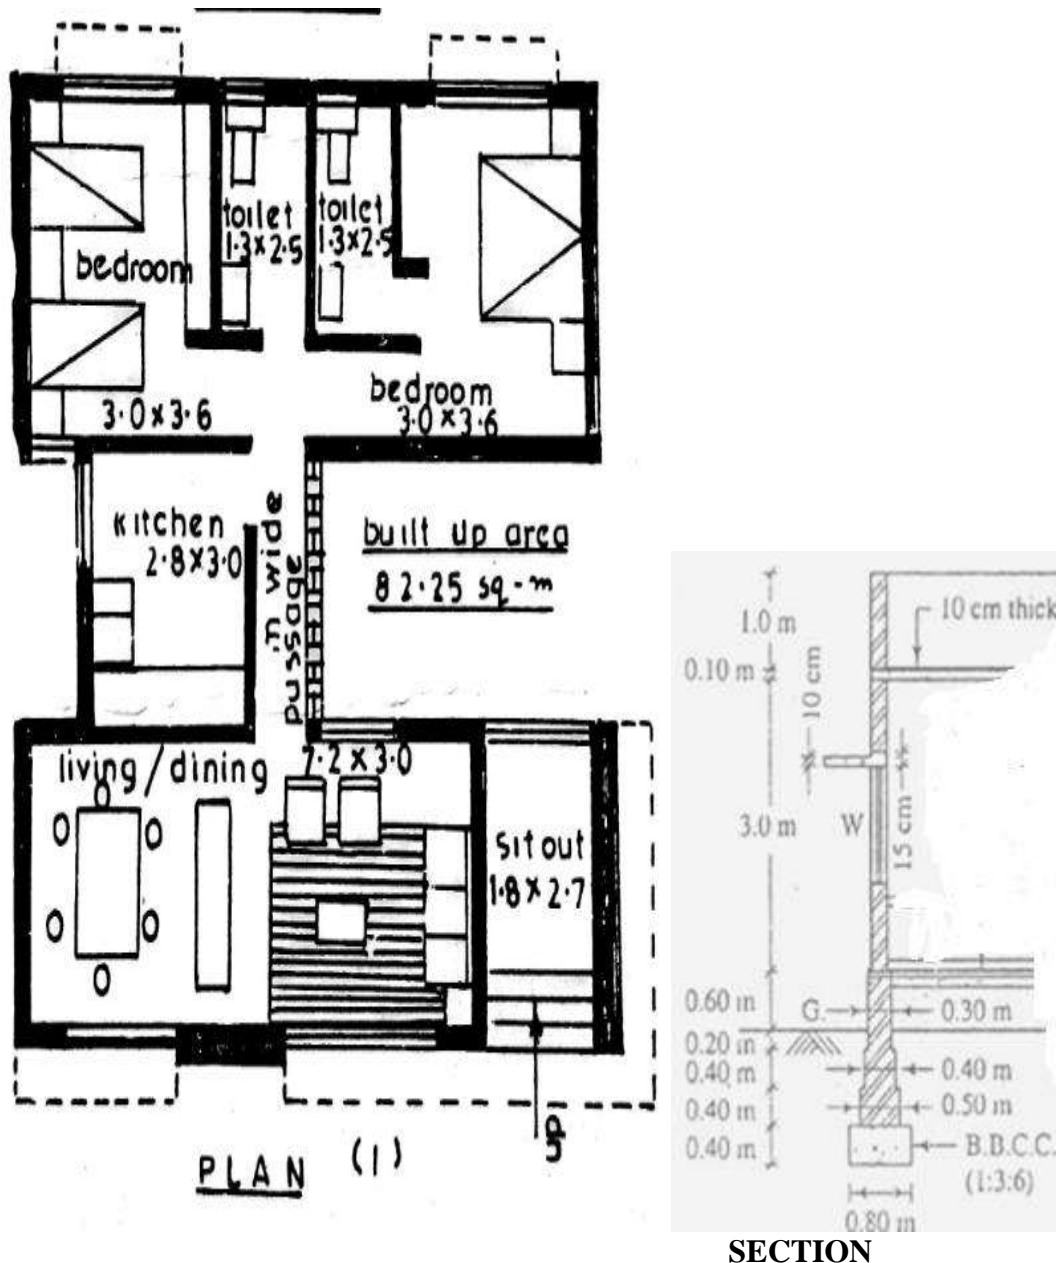 toilet
1.3×2.5
toilet
1.3×2.5
bedroom
3.0×3.6
bedroom
3.0×3.6
kitchen
2.8×3.0
'n wide
pussage
built up area
82.25 sq-m
living / dining
7.2 × 3.0
sit out
1.8×2.7
UP
PLAN (1)
1.0 m
10 cm thick
0.10 m
10 cm
3.0 m
W
15 cm
0.60 m
G.
0.30 m
0.20 m
0.40 m
0.40 m
0.40 m
0.50 m
0.40 m
B.B.C.C.
(1:3:6)
0.80 m
SECTION